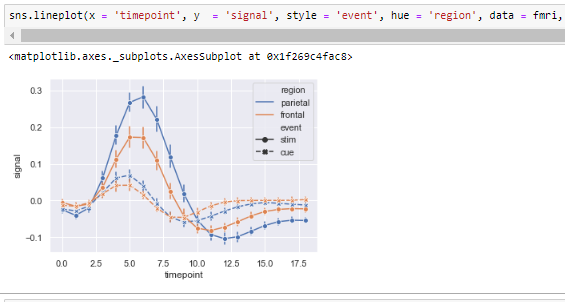 sns.lineplot(x = 'timepoint', y  = 'signal', style = 'event', hue = 'region', data = fmri,
<matplotlib.axes._subplots.AxesSubplot at 0x1f269c4fac8>
region
parietal
frontal
event
stim
cue
0.3
0.2
0.1
0.0
−0.1
signal
0.0 2.5 5.0 7.5 10.0 12.5 15.0 17.5
timepoint